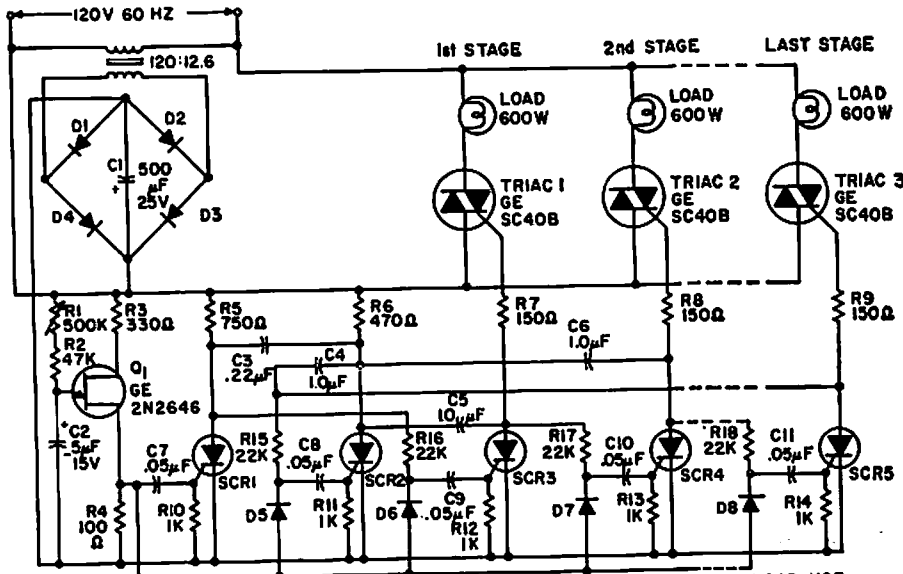 120V 60 HZ
120:12.6
1st STAGE
2nd STAGE
LAST STAGE
LOAD
600W
LOAD
600W
LOAD
600W
D1
D2
C1
500
μF
25V
D4
D3
+
TRIAC 1
GE
SC40B
TRIAC 2
GE
SC40B
TRIAC 3
GE
SC40B
R1
500K
R3
330Ω
R5
750Ω
R6
470Ω
R7
150Ω
R8
150Ω
R9
150Ω
R2
47K
Q1
GE
2N2646
C3
.22μF
C4
1.0μF
C6
1.0μF
C5
1.0μF
+
C2
.5μF
15V
C7
.05μF
R15
22K
C8
.05μF
R16
22K
R17
22K
C10
.05μF
R18
22K
C11
.05μF
SCR1
SCR2
SCR3
SCR4
SCR5
C9
.05μF
R4
100
Ω
R10
1K
D5
R11
1K
D6
R12
1K
D7
R13
1K
D8
R14
1K